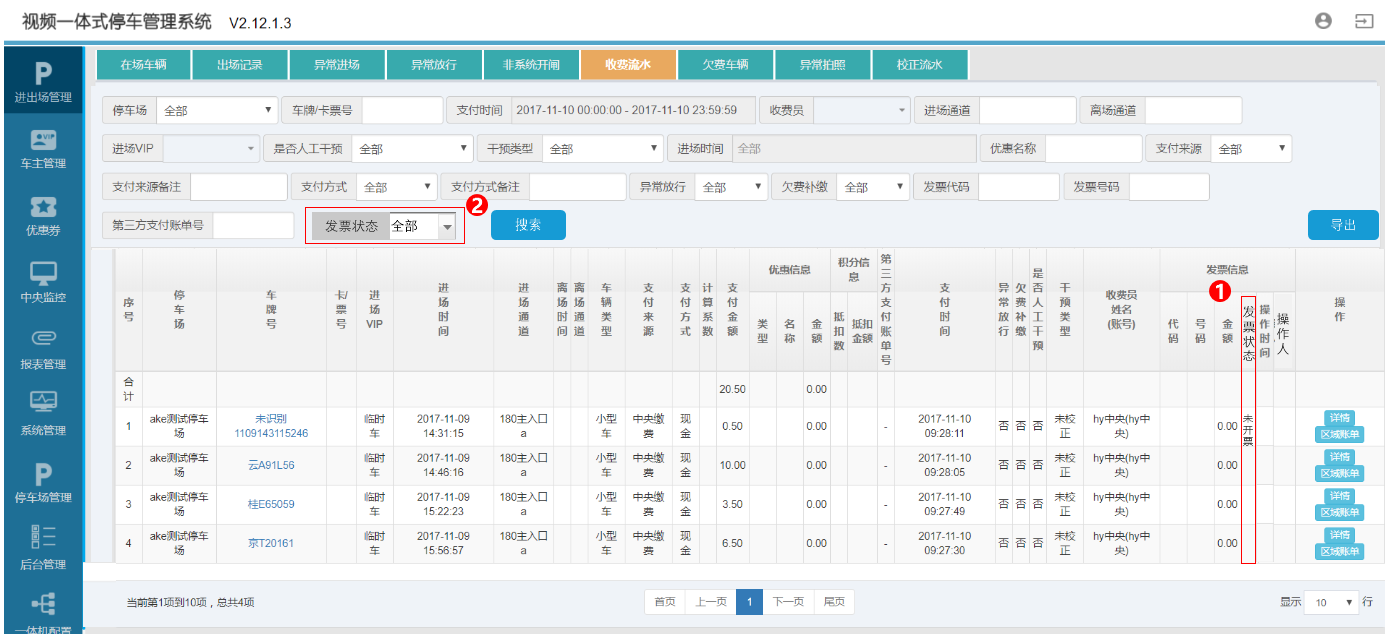 视频一体式停车管理系统 V2.12.1.3
P
进出场管理
车主管理
优惠券
中央监控
报表管理
系统管理
P
停车场管理
后台管理
一体机配置
在场车辆 出场记录 异常进场 异常放行 非系统开闸 收费流水 欠费车辆 异常拍照 校正流水
停车场 全部 车牌/卡票号 支付时间 2017-11-10 00:00:00 - 2017-11-10 23:59:59 收费员 进场通道 离场通道
进场VIP 是否人工干预 全部 干预类型 全部 进场时间 全部 优惠名称 支付来源 全部
支付来源备注 支付方式 全部 支付方式备注 异常放行 全部 欠费补缴 全部 发票代码 发票号码
第三方支付账单号 发票状态 全部 2 搜索 导出
序号 停车场 车牌号 卡/票号 进场VIP 进场时间 进场通道 离场时间 离场通道 车辆类型 支付来源 支付方式 计算系数 支付金额 优惠信息 积分信息 第三方支付账单号 支付时间 异常放行 欠费补缴 是否人工干预 干预类型 收费员姓名(账号) 发票信息 1 操作
类型 名称 金额 抵扣数 抵扣金额 代码 号码 金额 发票状态 操作时间 操作人
合计 20.50 0.00
1 ake测试停车场 未识别1109143115246 临时车 2017-11-09 14:31:15 180主入口a 小型车 中央缴费 现金 0.50 0.00 - 2017-11-10 09:28:11 否 否 否 未校正 hy中央(hy中央) 0.00 未开票 详情 区域账单
2 ake测试停车场 云A91L56 临时车 2017-11-09 14:46:16 180主入口a 小型车 中央缴费 现金 10.00 0.00 - 2017-11-10 09:28:05 否 否 否 未校正 hy中央(hy中央) 0.00 详情 区域账单
3 ake测试停车场 桂E65059 临时车 2017-11-09 15:22:23 180主入口a 小型车 中央缴费 现金 3.50 0.00 - 2017-11-10 09:27:49 否 否 否 未校正 hy中央(hy中央) 0.00 详情 区域账单
4 ake测试停车场 京T20161 临时车 2017-11-09 15:56:57 180主入口a 小型车 中央缴费 现金 6.50 0.00 - 2017-11-10 09:27:30 否 否 否 未校正 hy中央(hy中央) 0.00 详情 区域账单
当前第1项到10项，总共4项 首页 上一页 1 下一页 尾页 显示 10 行